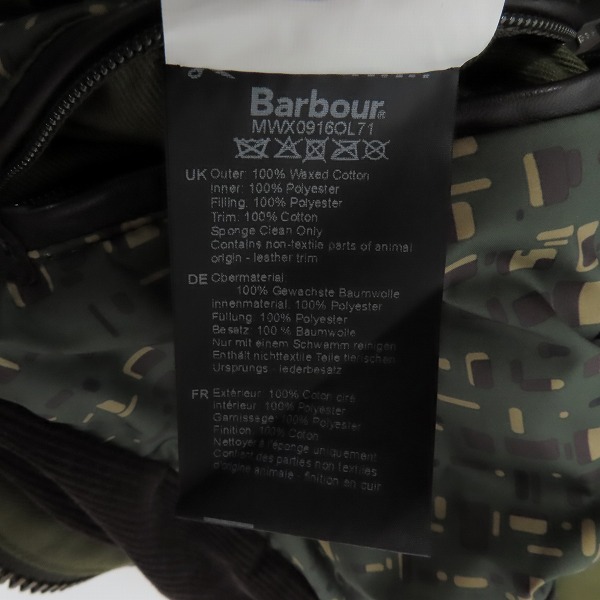 Barbour
MWX0916OL71
UK Outer: 100% Waxed Cotton
Inner: 100% Polyester
Filling: 100% Polyester
Trim: 100% Cotton
Sponge Clean Only
Contains non-textile parts of animal
origin - leather trim
DE Obermaterial:
100% Gewachste Baumwolle
Innenmaterial: 100% Polyester
Füllung: 100% Polyester
Besatz: 100 % Baumwolle
Nur mit einem Schwamm reinigen
Enthält nichttextile Teile tierischen
Ursprungs - lederbesatz
FR Extérieur: 100% Coton ciré
Intérieur: 100% Polyester
Garnissage: 100% Polyester
Finition: 100% Coton
Nettoyer à l'éponge uniquement
Contient des parties non textiles
d'origine animale - finition en cuir